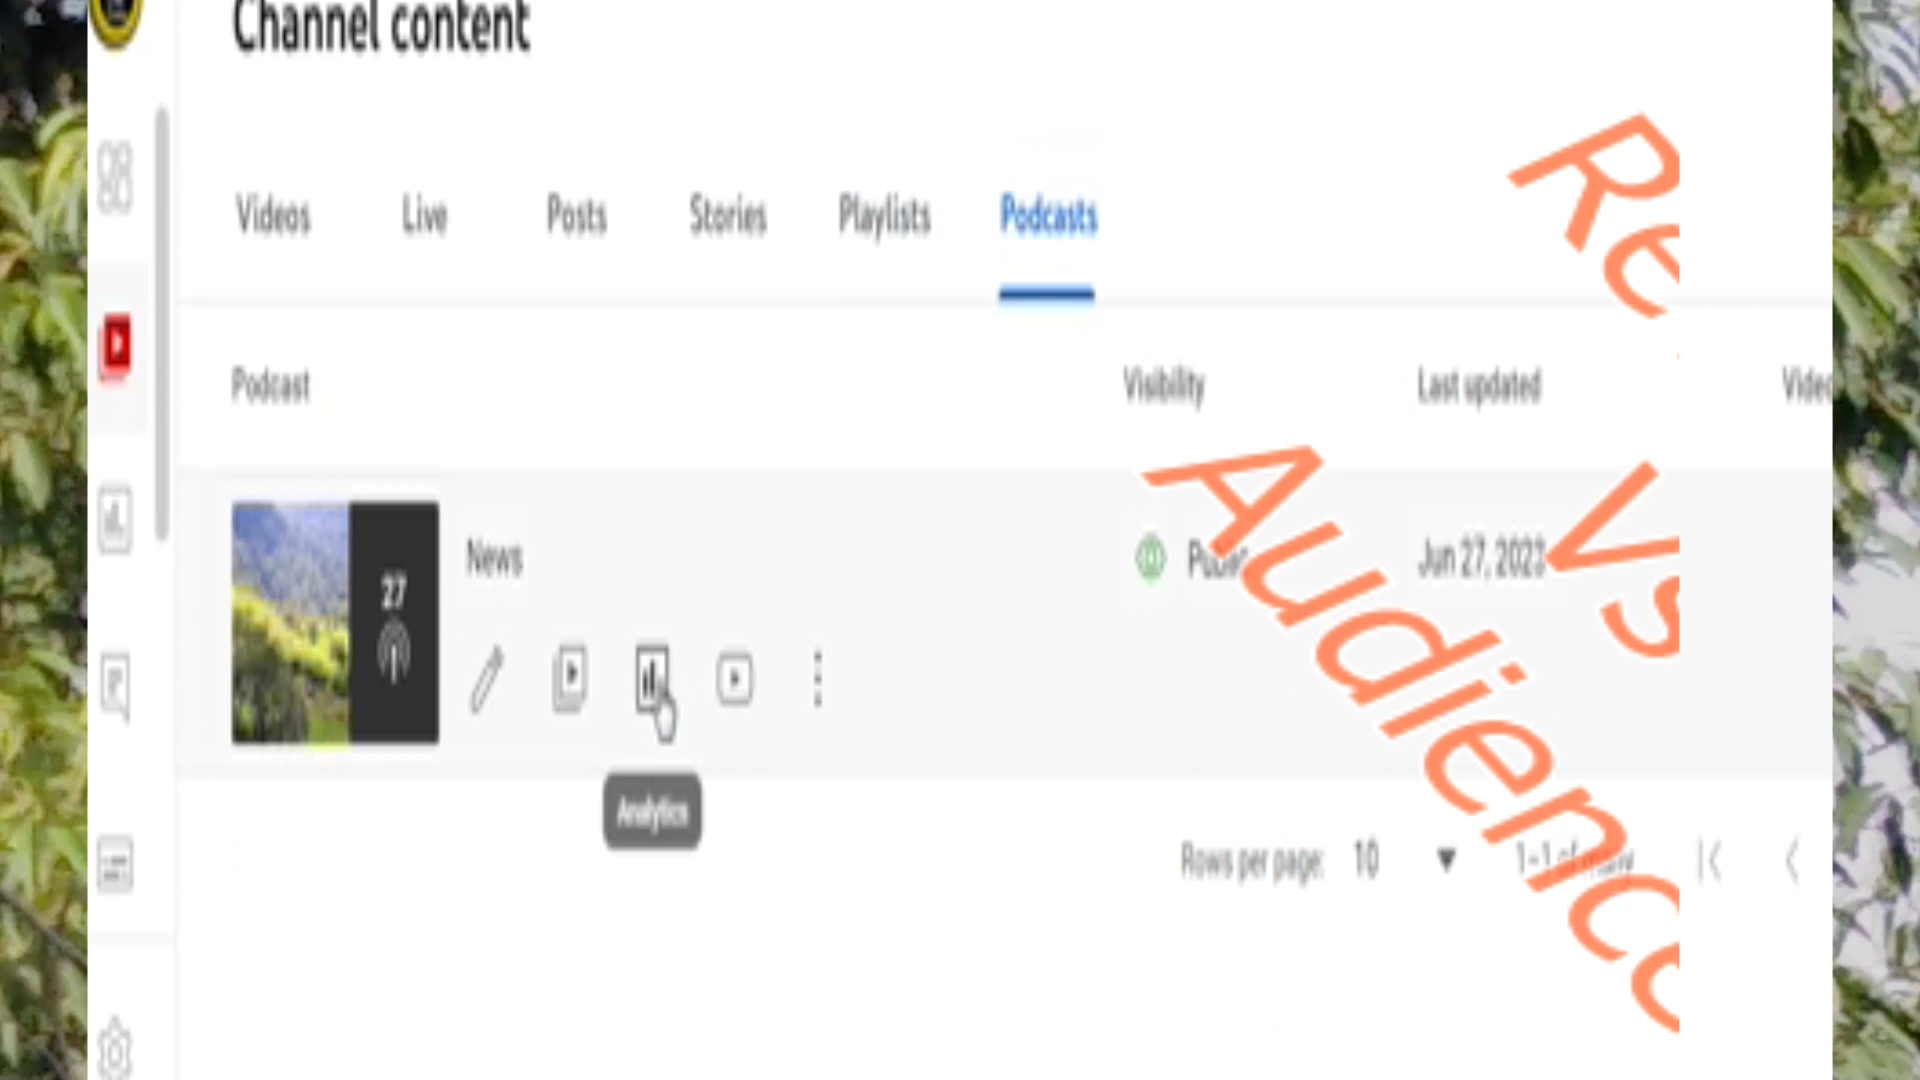 Channel content
Videos Live Posts Stories Playlists Podcasts
Podcast Visibility Last updated
News Jun 27, 2023
27
Analytics
Rows per page: 10
Re
Vs
Audienc